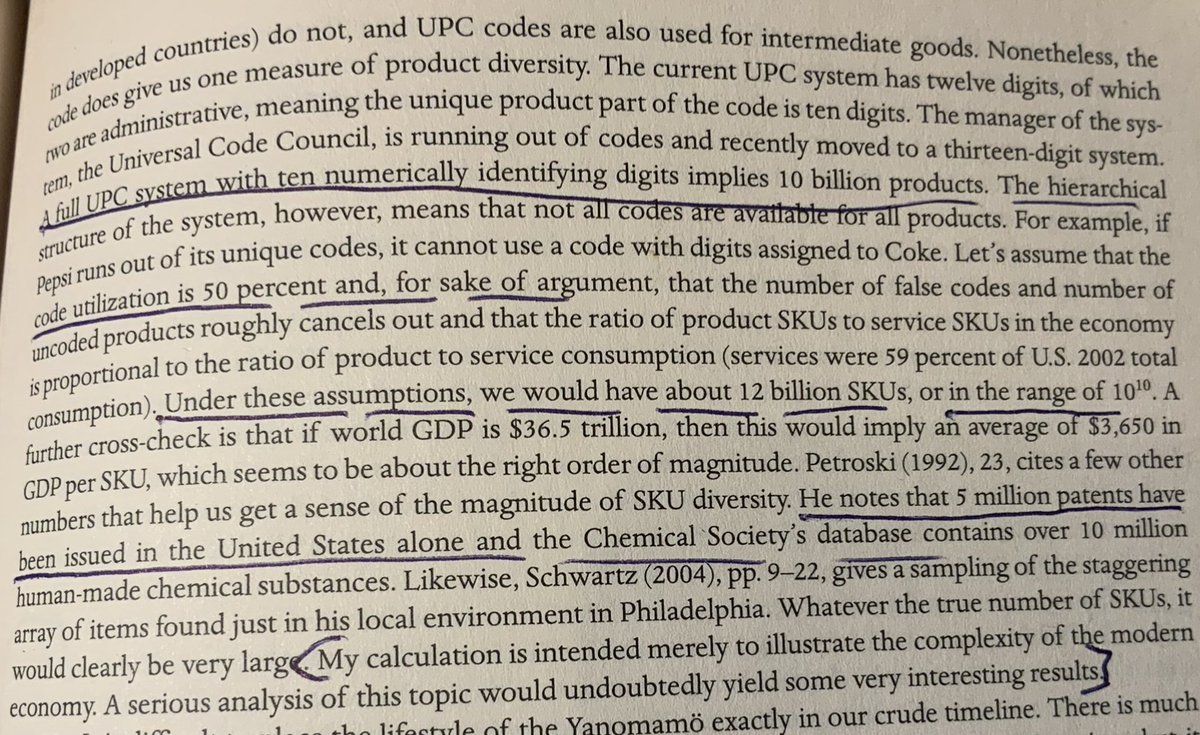 in developed countries) do not, and UPC codes are also used for intermediate goods. Nonetheless, the
code does give us one measure of product diversity. The current UPC system has twelve digits, of which
two are administrative, meaning the unique product part of the code is ten digits. The manager of the sys-
tem, the Universal Code Council, is running out of codes and recently moved to a thirteen-digit system.
A full UPC system with ten numerically identifying digits implies 10 billion products. The hierarchical
structure of the system, however, means that not all codes are available for all products. For example, if
Pepsi runs out of its unique codes, it cannot use a code with digits assigned to Coke. Let's assume that the
code utilization is 50 percent and, for sake of argument, that the number of false codes and number of
uncoded products roughly cancels out and that the ratio of product SKUs to service SKUs in the economy
is proportional to the ratio of product to service consumption (services were 59 percent of U.S. 2002 total
consumption). Under these assumptions, we would have about 12 billion SKUs, or in the range of 10¹⁰. A
further cross-check is that if world GDP is $36.5 trillion, then this would imply an average of $3,650 in
GDP per SKU, which seems to be about the right order of magnitude. Petroski (1992), 23, cites a few other
numbers that help us get a sense of the magnitude of SKU diversity. He notes that 5 million patents have
been issued in the United States alone and the Chemical Society's database contains over 10 million
human-made chemical substances. Likewise, Schwartz (2004), pp. 9–22, gives a sampling of the staggering
array of items found just in his local environment in Philadelphia. Whatever the true number of SKUs, it
would clearly be very large. My calculation is intended merely to illustrate the complexity of the modern
economy. A serious analysis of this topic would undoubtedly yield some very interesting results.
the lifestyle of the Yanomamö exactly in our crude timeline. There is much